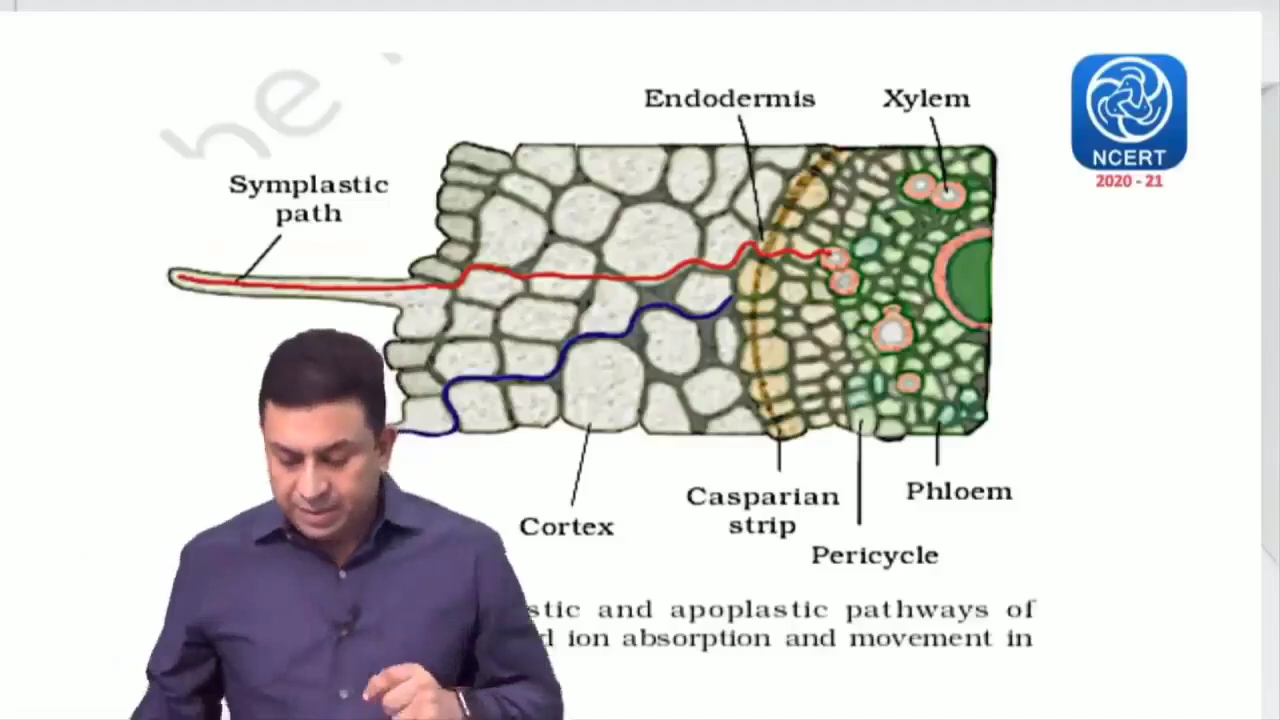 he
Endodermis
Xylem
NCERT
2020 - 21
Symplastic
path
Cortex
Casparian
strip
Phloem
Pericycle
stic and apoplastic pathways of
ion absorption and movement in